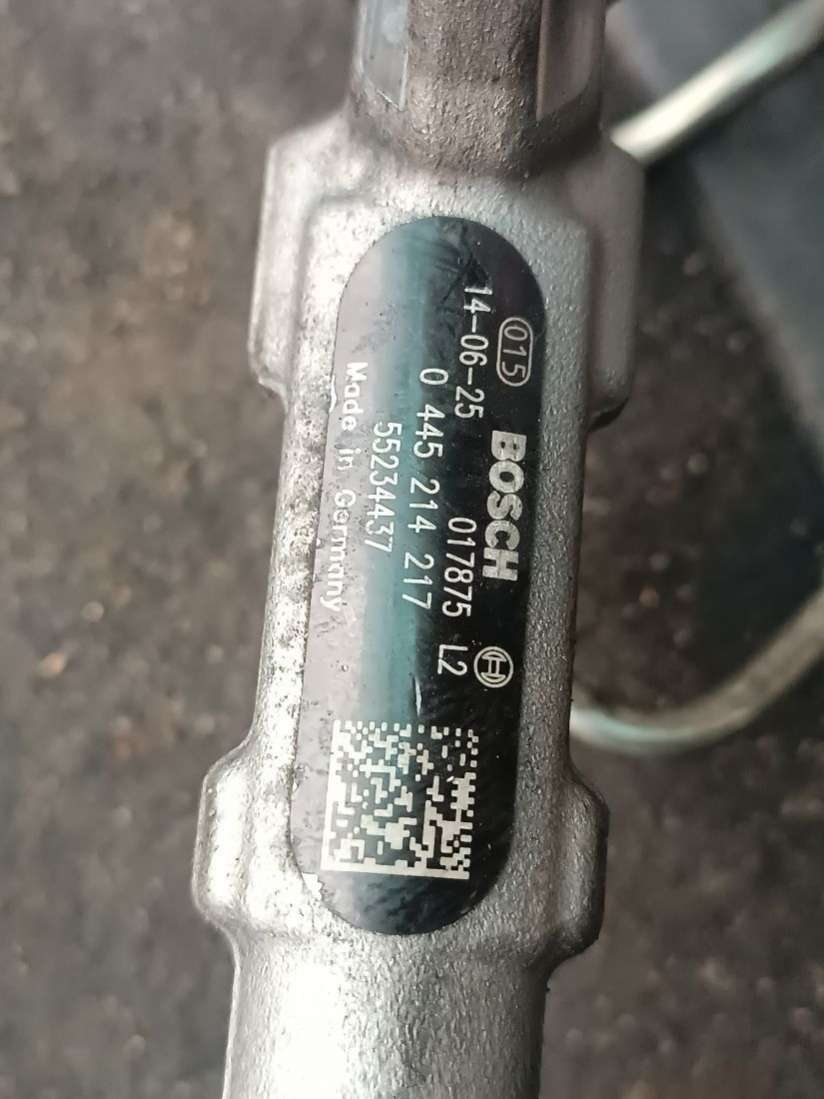 015 BOSCH
14-06-25 017875 L2
0 445 214 217
55234437
Made in Germany